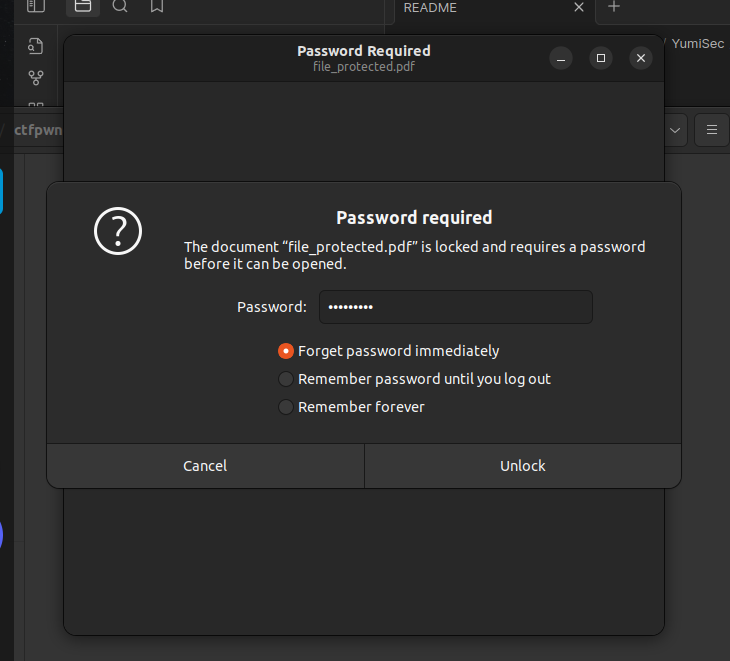 README
YumiSec
Password Required
file_protected.pdf
ctfpwn
Password required
The document “file_protected.pdf” is locked and requires a password
before it can be opened.
Password: •••••••••
Forget password immediately
Remember password until you log out
Remember forever
Cancel
Unlock